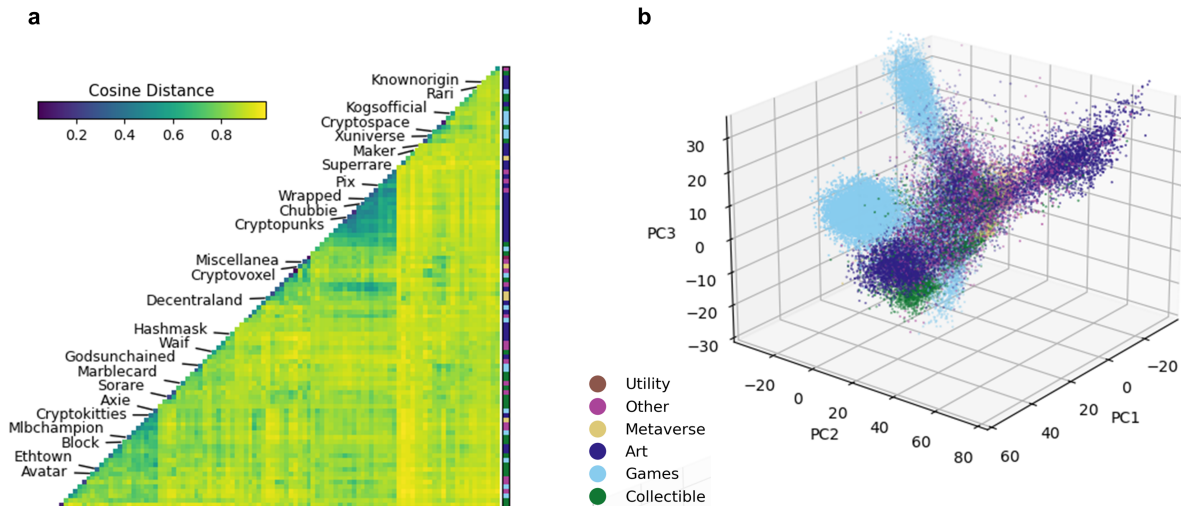 a
Cosine Distance
0.2 0.4 0.6 0.8
Knownorigin
Rari
Kogsofficial
Cryptospace
Xuniverse
Maker
Superrare
Pix
Wrapped
Chubbie
Cryptopunks
Miscellanea
Cryptovoxel
Decentraland
Hashmask
Waif
Godsunchained
Marblecard
Sorare
Axie
Cryptokitties
Mlbchampion
Block
Ethtown
Avatar
b
PC3
30
20
10
0
−10
−20
−30
−20
0
20
40
60
80
PC2
60
40
20
0
−20
PC1
Utility
Other
Metaverse
Art
Games
Collectible